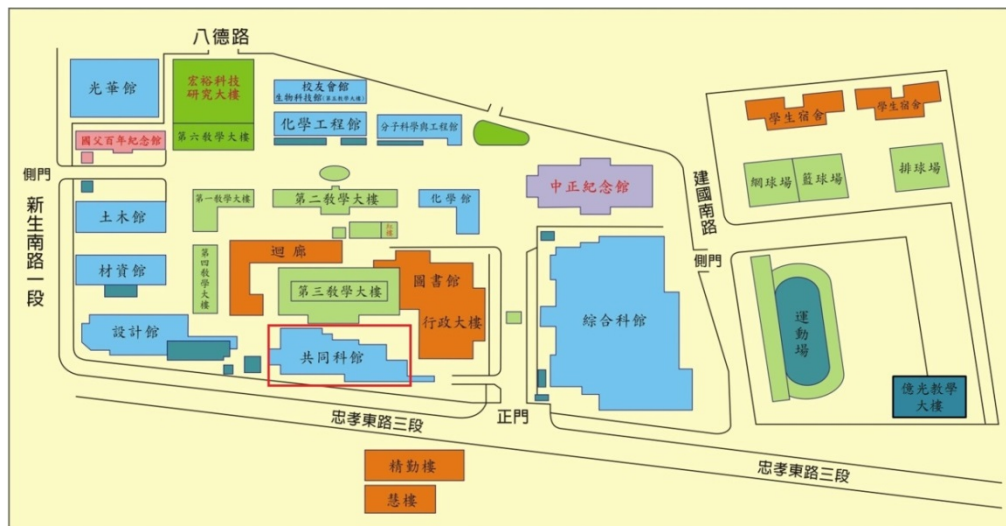 八德路
光華館
宏裕科技
研究大樓
校友會館
生物科技館(第五教學大樓)
化學工程館
分子科學與工程館
國父百年紀念館
第六教學大樓
學生宿舍
學生宿舍
側門
新生南路一段
土木館
第一教學大樓
第二教學大樓
化學館
中正紀念館
建國南路
網球場
籃球場
排球場
材資館
第四教學大樓
迴廊
紅樓
第三教學大樓
圖書館
行政大樓
綜合科館
側門
運動場
設計館
共同科館
億光教學
大樓
忠孝東路三段
正門
忠孝東路三段
精勤樓
慧樓